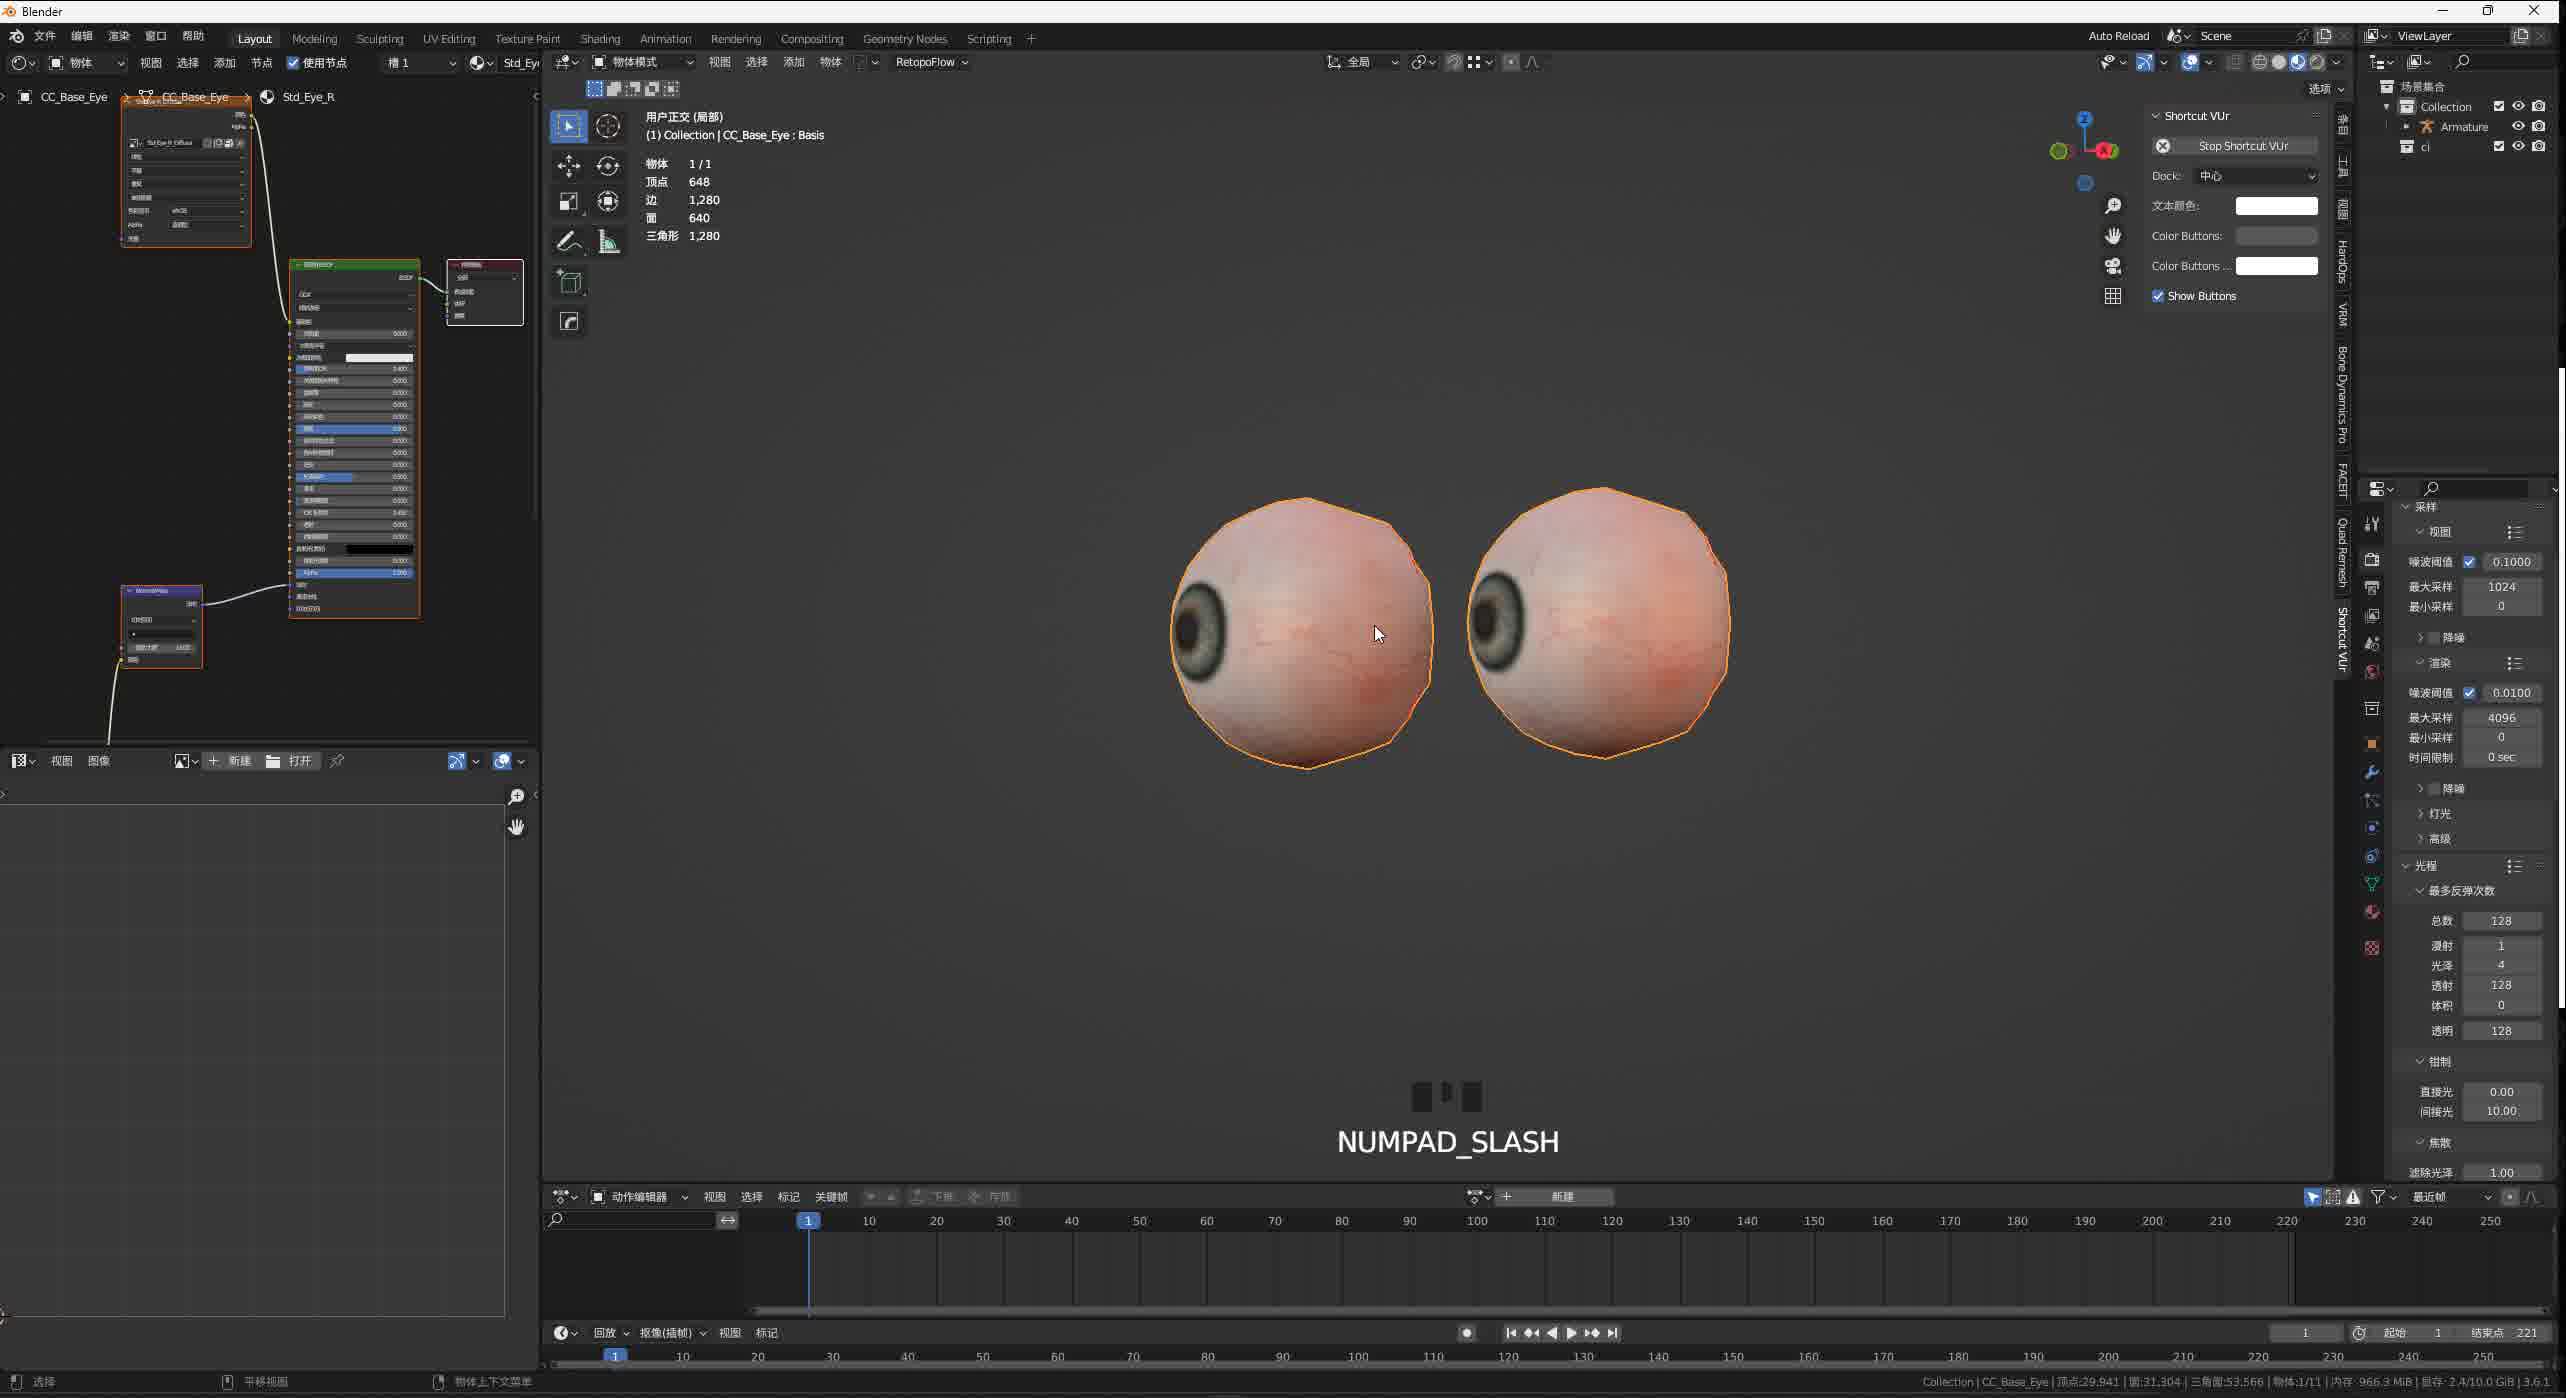 Blender
文件 编辑 渲染 窗口 帮助 Layout Modeling Sculpting UV Editing Texture Paint Shading Animation Rendering Compositing Geometry Nodes Scripting + Auto Reload Scene ViewLayer
物体 视图 选择 添加 节点 使用节点 槽 1 Std_Ey
物体模式 视图 选择 添加 物体 RetopoFlow 全局
选项
CC_Base_Eye CC_Base_Eye Std_Eye_R
用户正交 (局部)
(1) Collection | CC_Base_Eye : Basis
物体 1 / 1
顶点 648
边 1,280
面 640
三角形 1,280
Shortcut VUr
Stop Shortcut VUr
Dock: 中心
文本颜色:
Color Buttons:
Color Buttons ...
Show Buttons
条目
工具
视图
HardOps
VRM
Bone Dynamics Pro
FACEIT
Quad Remesh
Shortcut VUr
场景集合
Collection
Armature
ci
采样
视图
噪波阈值 0.1000
最大采样 1024
最小采样 0
降噪
渲染
噪波阈值 0.0100
最大采样 4096
最小采样 0
时间限制 0 sec
降噪
灯光
高级
光程
最多反弹次数
总数 128
漫射 1
光泽 4
透射 128
体积 0
透明 128
钳制
直接光 0.00
间接光 10.00
焦散
滤除光泽 1.00
视图 图像 + 新建 打开
NUMPAD_SLASH
动作编辑器 视图 选择 标记 关键帧 下推 存放 + 新建 最近帧
1 10 20 30 40 50 60 70 80 90 100 110 120 130 140 150 160 170 180 190 200 210 220 230 240 250
回放 抠像(插帧) 视图 标记 1 起始 1 结束点 221
1 10 20 30 40 50 60 70 80 90 100 110 120 130 140 150 160 170 180 190 200 210 220 230 240 250
选择 平移视图 物体上下文菜单 Collection | CC_Base_Eye | 顶点:29,941 | 面:31,304 | 三角面:53,566 | 物体:1/11 | 内存: 966.3 MiB | 显存: 2.4/10.0 GiB | 3.6.1